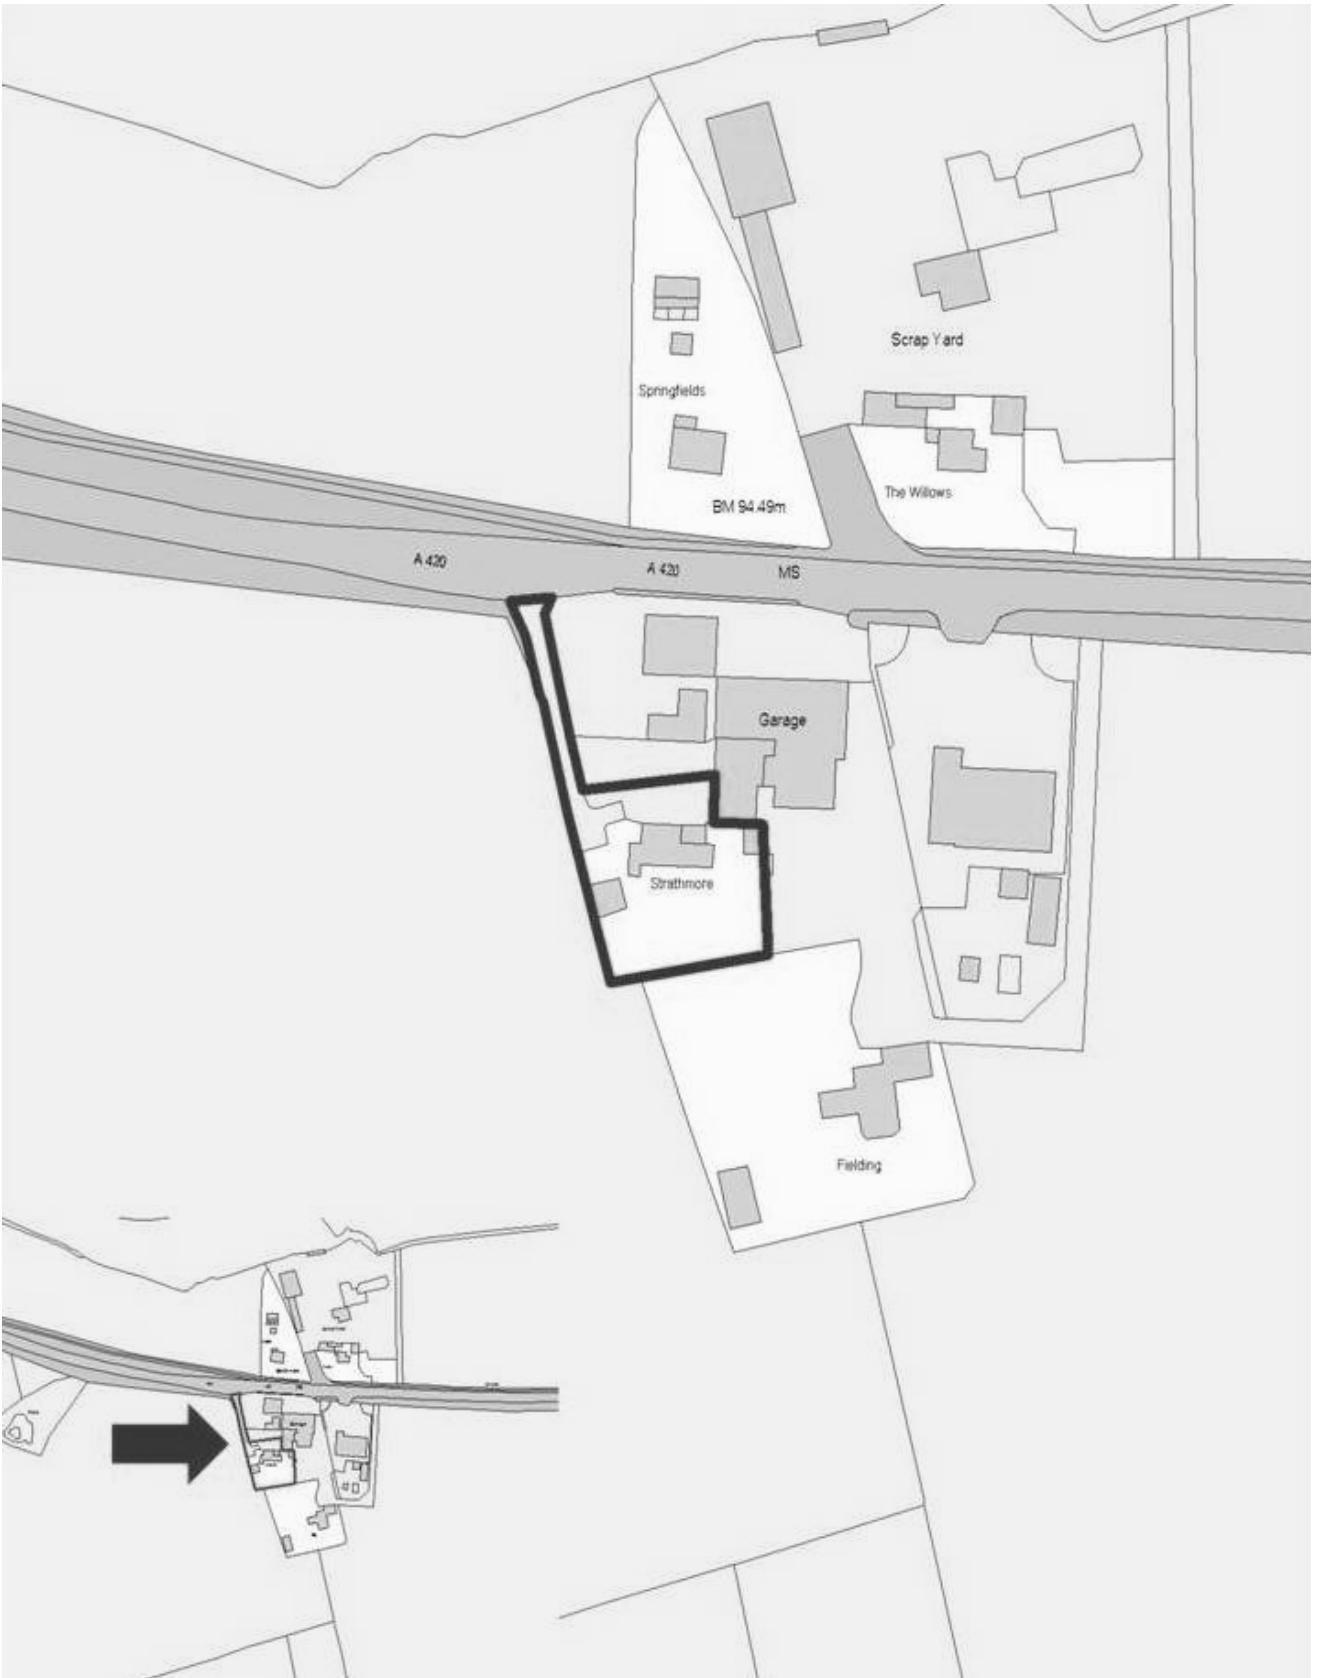 Scrap Yard
Springfields
The Willows
BM 94.49m
A 420
A 420
MS
Garage
Strathmore
Fielding